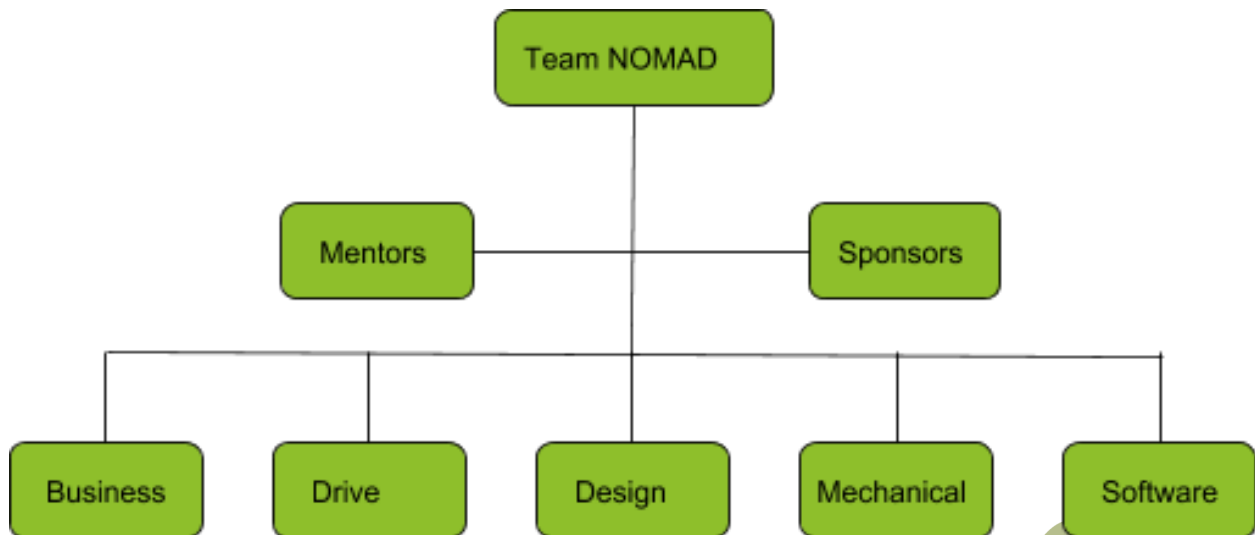 Team NOMAD
Mentors
Sponsors
Business
Drive
Design
Mechanical
Software